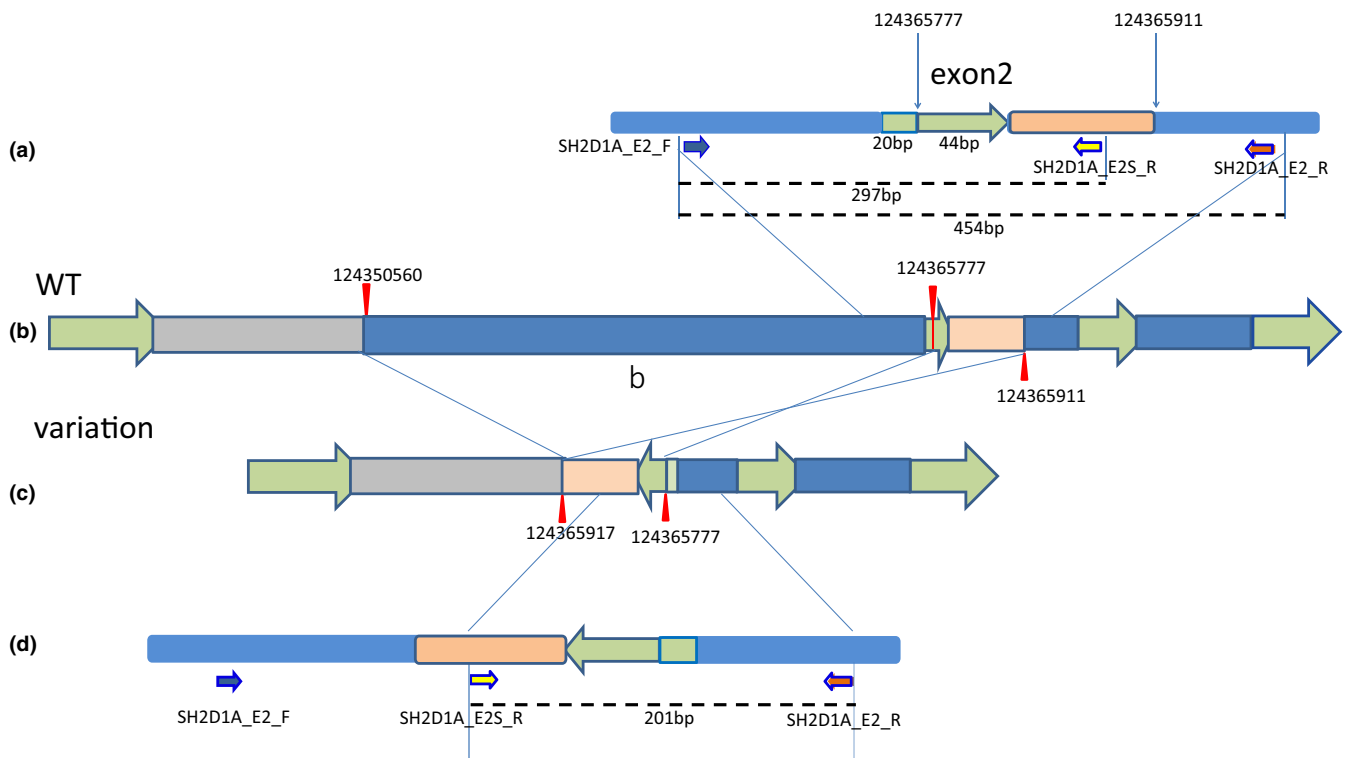 124365777
124365911
exon2
(a)
SH2D1A_E2_F
20bp
44bp
SH2D1A_E2S_R
SH2D1A_E2_R
297bp
454bp
WT
124350560
124365777
(b)
b
124365911
variation
(c)
124365917
124365777
(d)
SH2D1A_E2_F
SH2D1A_E2S_R
201bp
SH2D1A_E2_R